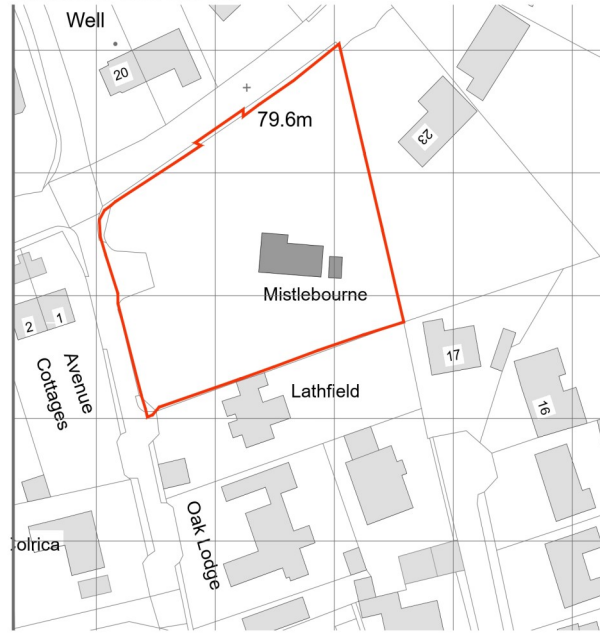 Well
20
79.6m
23
Mistlebourne
2
1
Avenue
Cottages
Lathfield
17
16
Oak Lodge
olrica